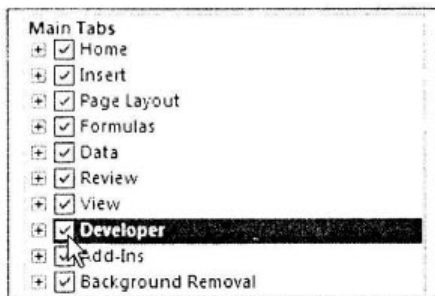 Main Tabs
Home
Insert
Page Layout
Formulas
Data
Review
View
Developer
Add-Ins
Background Removal